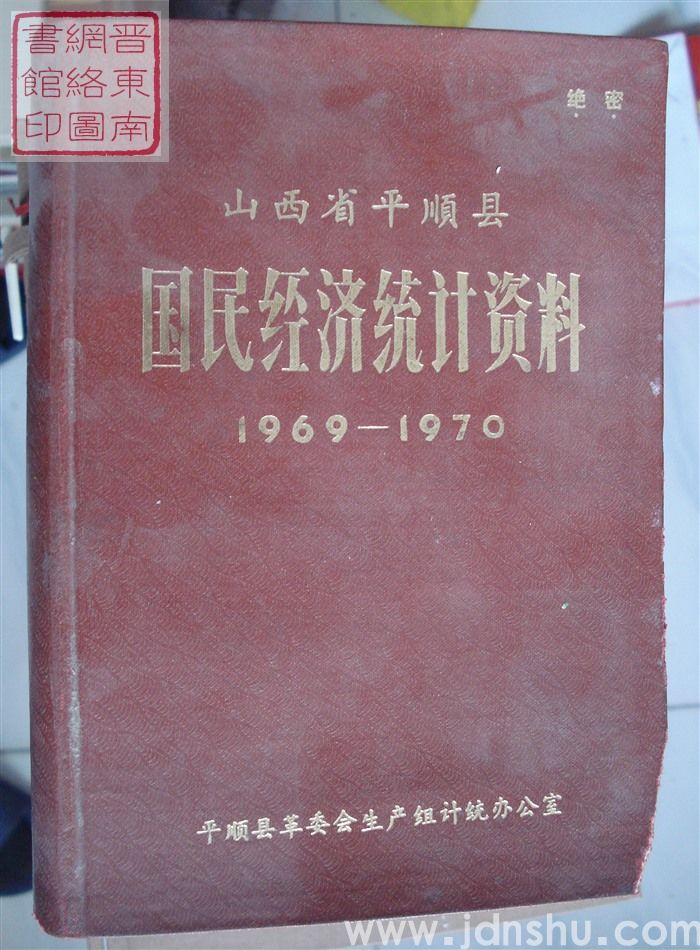 晋東南
網絡圖
書館印
绝密
山西省平順县
国民经济统计资料
1969—1970
平顺县革委会生产组计统办公室
www.jdnshu.com